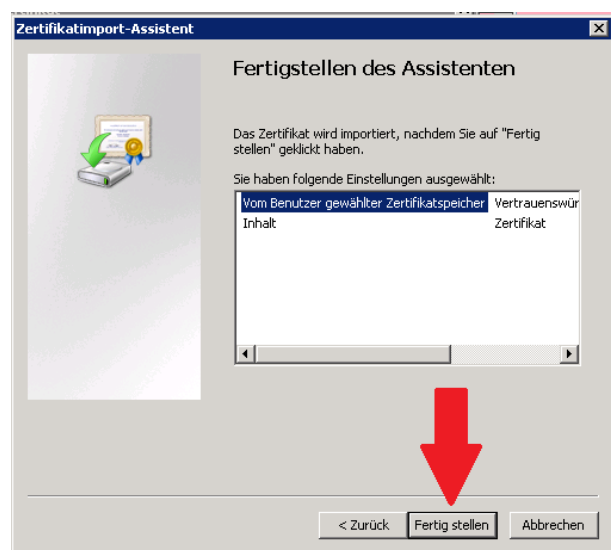 Zertifikatimport-Assistent
Fertigstellen des Assistenten
Das Zertifikat wird importiert, nachdem Sie auf "Fertig
stellen" geklickt haben.
Sie haben folgende Einstellungen ausgewählt:
Vom Benutzer gewählter Zertifikatspeicher Vertrauenswür
Inhalt Zertifikat
< Zurück Fertig stellen Abbrechen